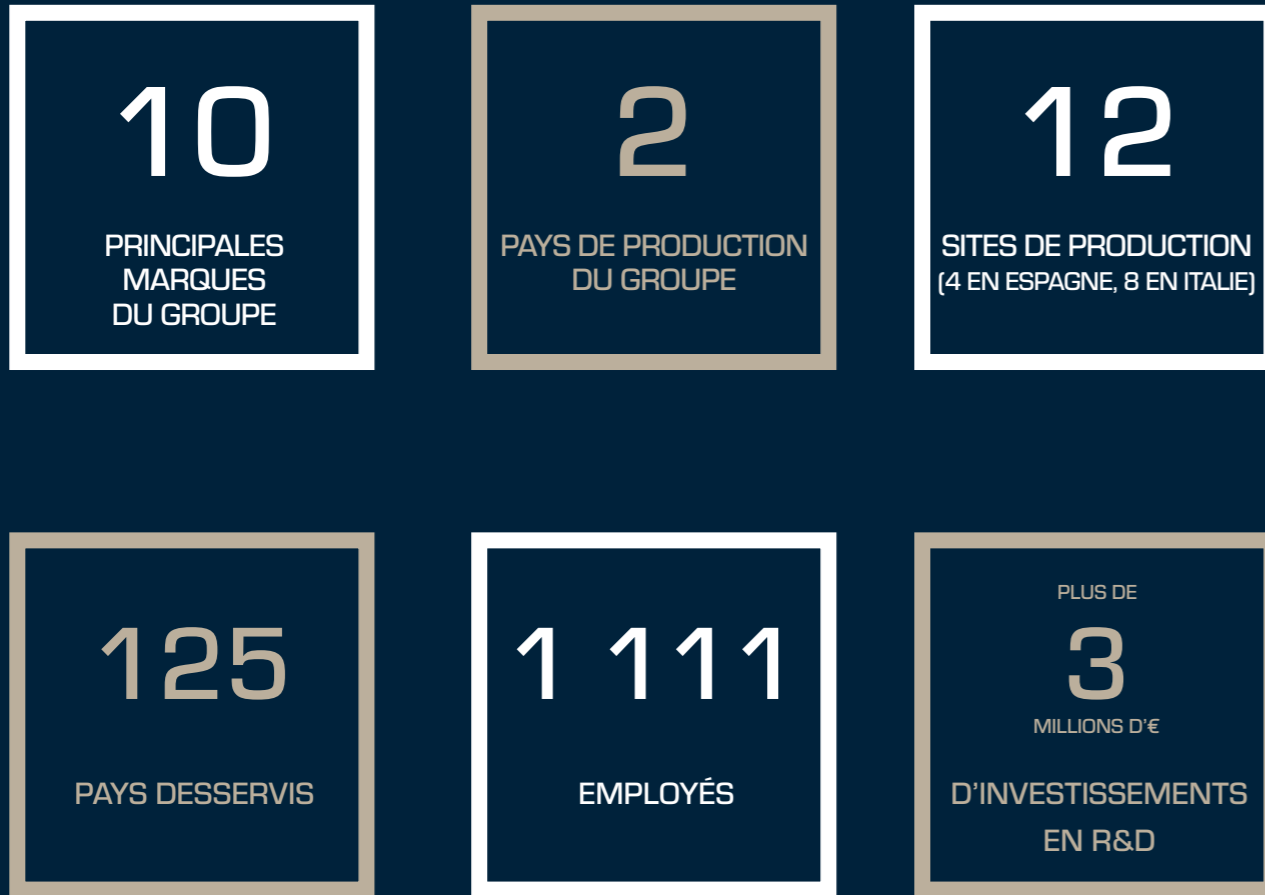 10
PRINCIPALES
MARQUES
DU GROUPE
2
PAYS DE PRODUCTION
DU GROUPE
12
SITES DE PRODUCTION
(4 EN ESPAGNE, 8 EN ITALIE)
125
PAYS DESSERVIS
1 111
EMPLOYÉS
PLUS DE
3
MILLIONS D'€
D'INVESTISSEMENTS
EN R&D